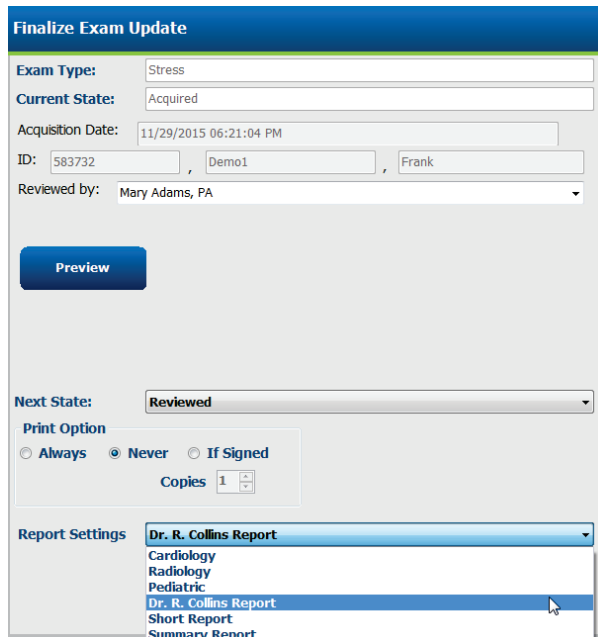 Finalize Exam Update
Exam Type: Stress
Current State: Acquired
Acquisition Date: 11/29/2015 06:21:04 PM
ID: 583732 , Demo1 , Frank
Reviewed by: Mary Adams, PA
Preview
Next State: Reviewed
Print Option
Always Never If Signed
Copies 1
Report Settings Dr. R. Collins Report
Cardiology
Radiology
Pediatric
Dr. R. Collins Report
Short Report
Summary Report